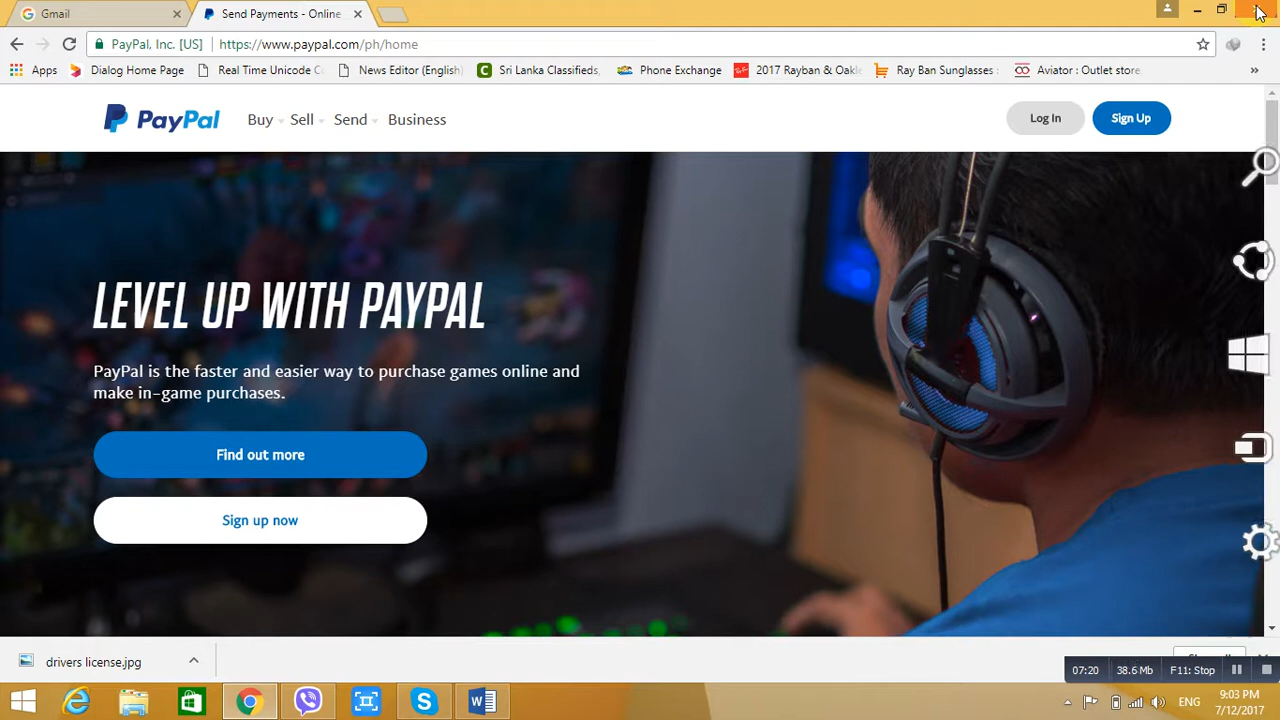 Gmail
Send Payments - Online
PayPal, Inc. [US]
https://www.paypal.com/ph/home
Apps
Dialog Home Page
Real Time Unicode C
News Editor (English)
Sri Lanka Classifieds,
Phone Exchange
2017 Rayban & Oakl
Ray Ban Sunglasses
Aviator : Outlet store
»
PayPal
Buy
Sell
Send
Business
Log In
Sign Up
LEVEL UP WITH PAYPAL
PayPal is the faster and easier way to purchase games online and
make in-game purchases.
Find out more
Sign up now
drivers license.jpg
07:20
38.6 Mb
F11: Stop
ENG
9:03 PM
7/12/2017